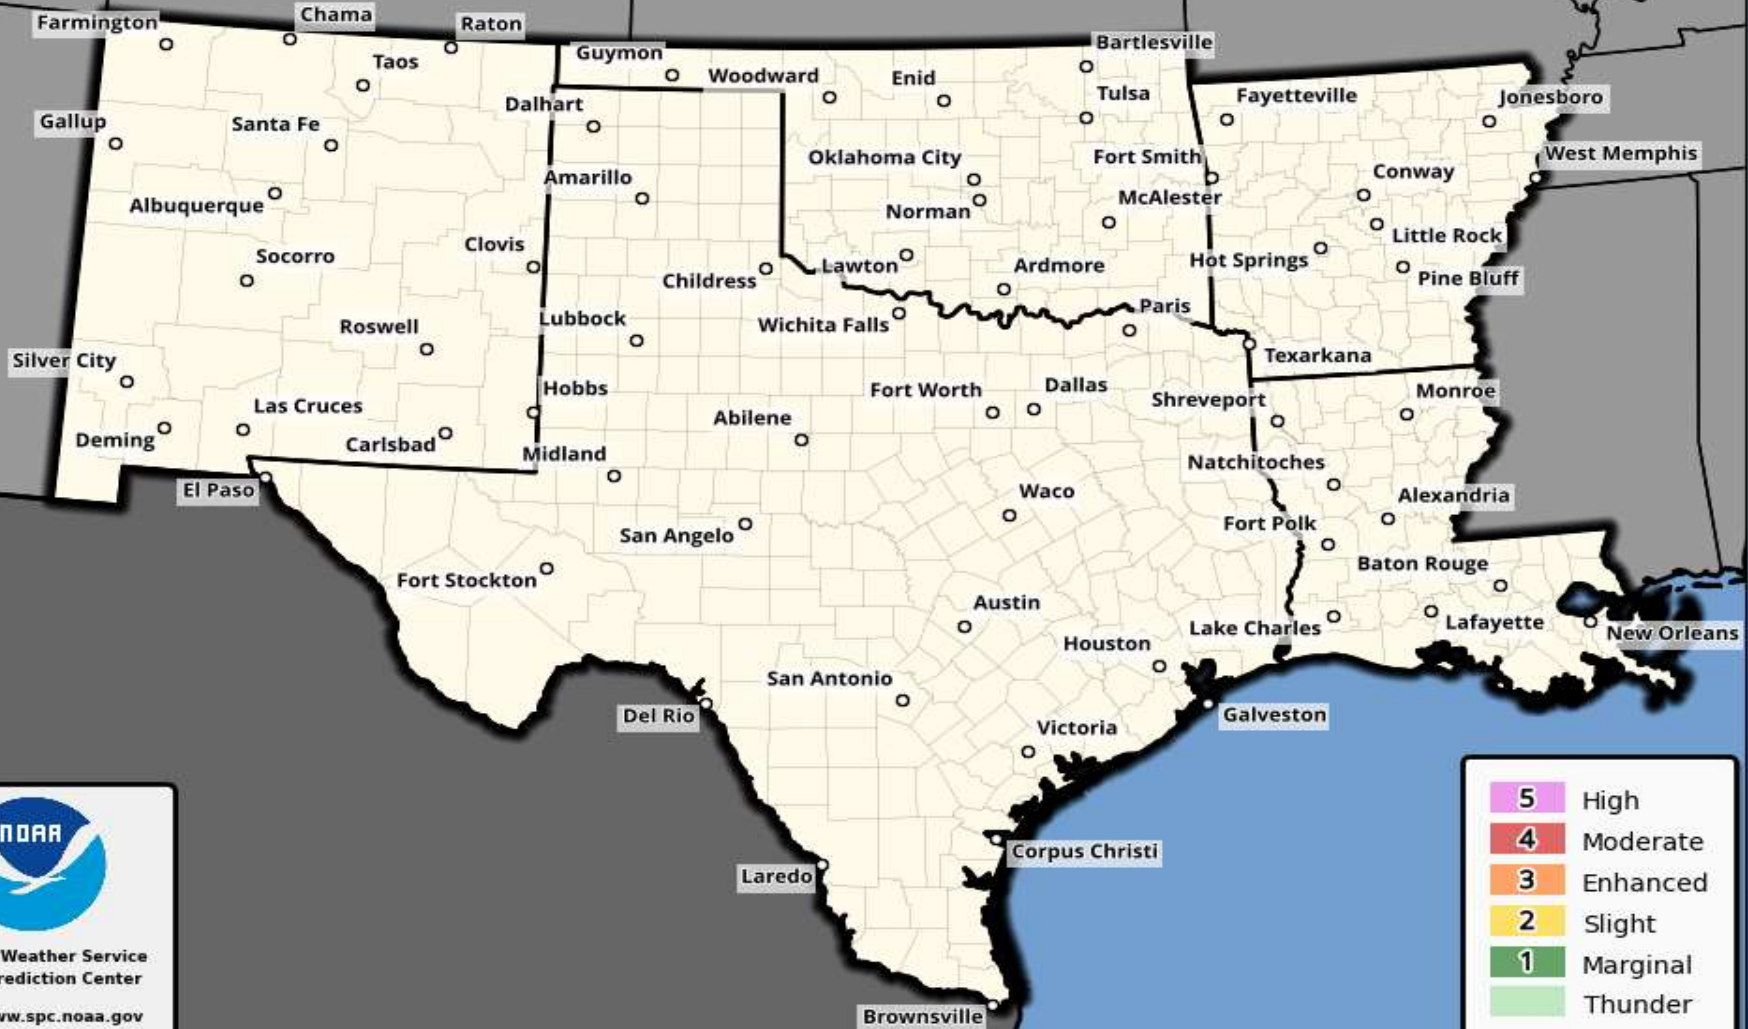 Farmington
Chama
Raton
Taos
Guymon
Woodward
Enid
Bartlesville
Tulsa
Fayetteville
Jonesboro
Gallup
Santa Fe
Dalhart
Oklahoma City
Fort Smith
Conway
West Memphis
Albuquerque
Amarillo
Norman
McAlester
Little Rock
Socorro
Clovis
Childress
Lawton
Ardmore
Hot Springs
Pine Bluff
Roswell
Lubbock
Wichita Falls
Paris
Texarkana
Silver City
Las Cruces
Hobbs
Abilene
Fort Worth
Dallas
Shreveport
Monroe
Deming
Carlsbad
Midland
Natchitoches
El Paso
San Angelo
Waco
Fort Polk
Alexandria
Fort Stockton
Austin
Baton Rouge
Houston
Lake Charles
Lafayette
New Orleans
San Antonio
Del Rio
Victoria
Galveston
Laredo
Corpus Christi
Brownsville
NOAA
Weather Service
rediction Center
ww.spc.noaa.gov
5 High
4 Moderate
3 Enhanced
2 Slight
1 Marginal
Thunder